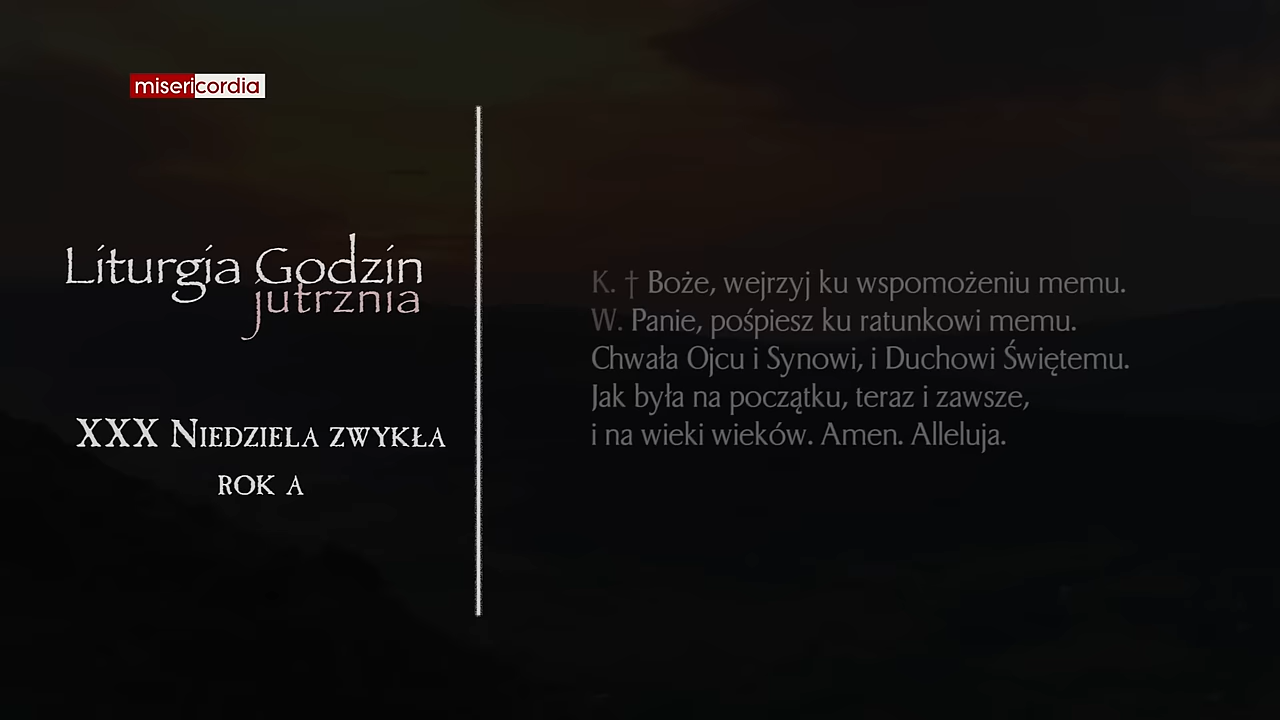 misericordia
Liturgia Godzin
jutrznia
XXX Niedziela zwykła
rok A
K. † Boże, wejrzyj ku wspomożeniu memu.
W. Panie, pośpiesz ku ratunkowi memu.
Chwała Ojcu i Synowi, i Duchowi Świętemu.
Jak była na początku, teraz i zawsze,
i na wieki wieków. Amen. Alleluja.